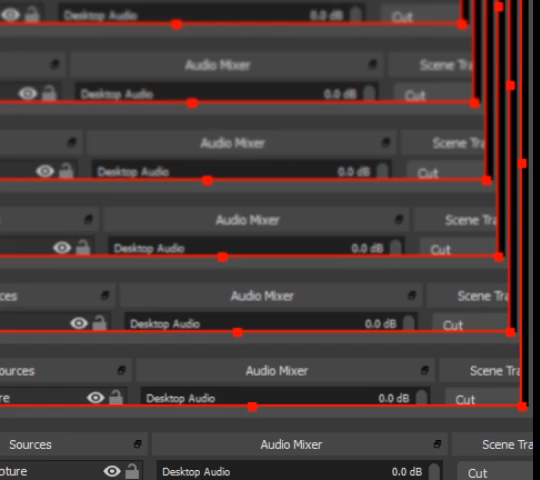 Desktop Audio 0.0 dB Cut
Audio Mixer Scene Tra
Desktop Audio 0.0 dB Cut
Audio Mixer Scene Tra
Desktop Audio 0.0 dB Cut
Audio Mixer Scene Tra
Desktop Audio 0.0 dB Cut
ces Audio Mixer Scene Tra
Desktop Audio 0.0 dB Cut
ources Audio Mixer Scene Tra
re Desktop Audio 0.0 dB Cut
Sources Audio Mixer Scene Tra
pture Desktop Audio 0.0 dB Cut